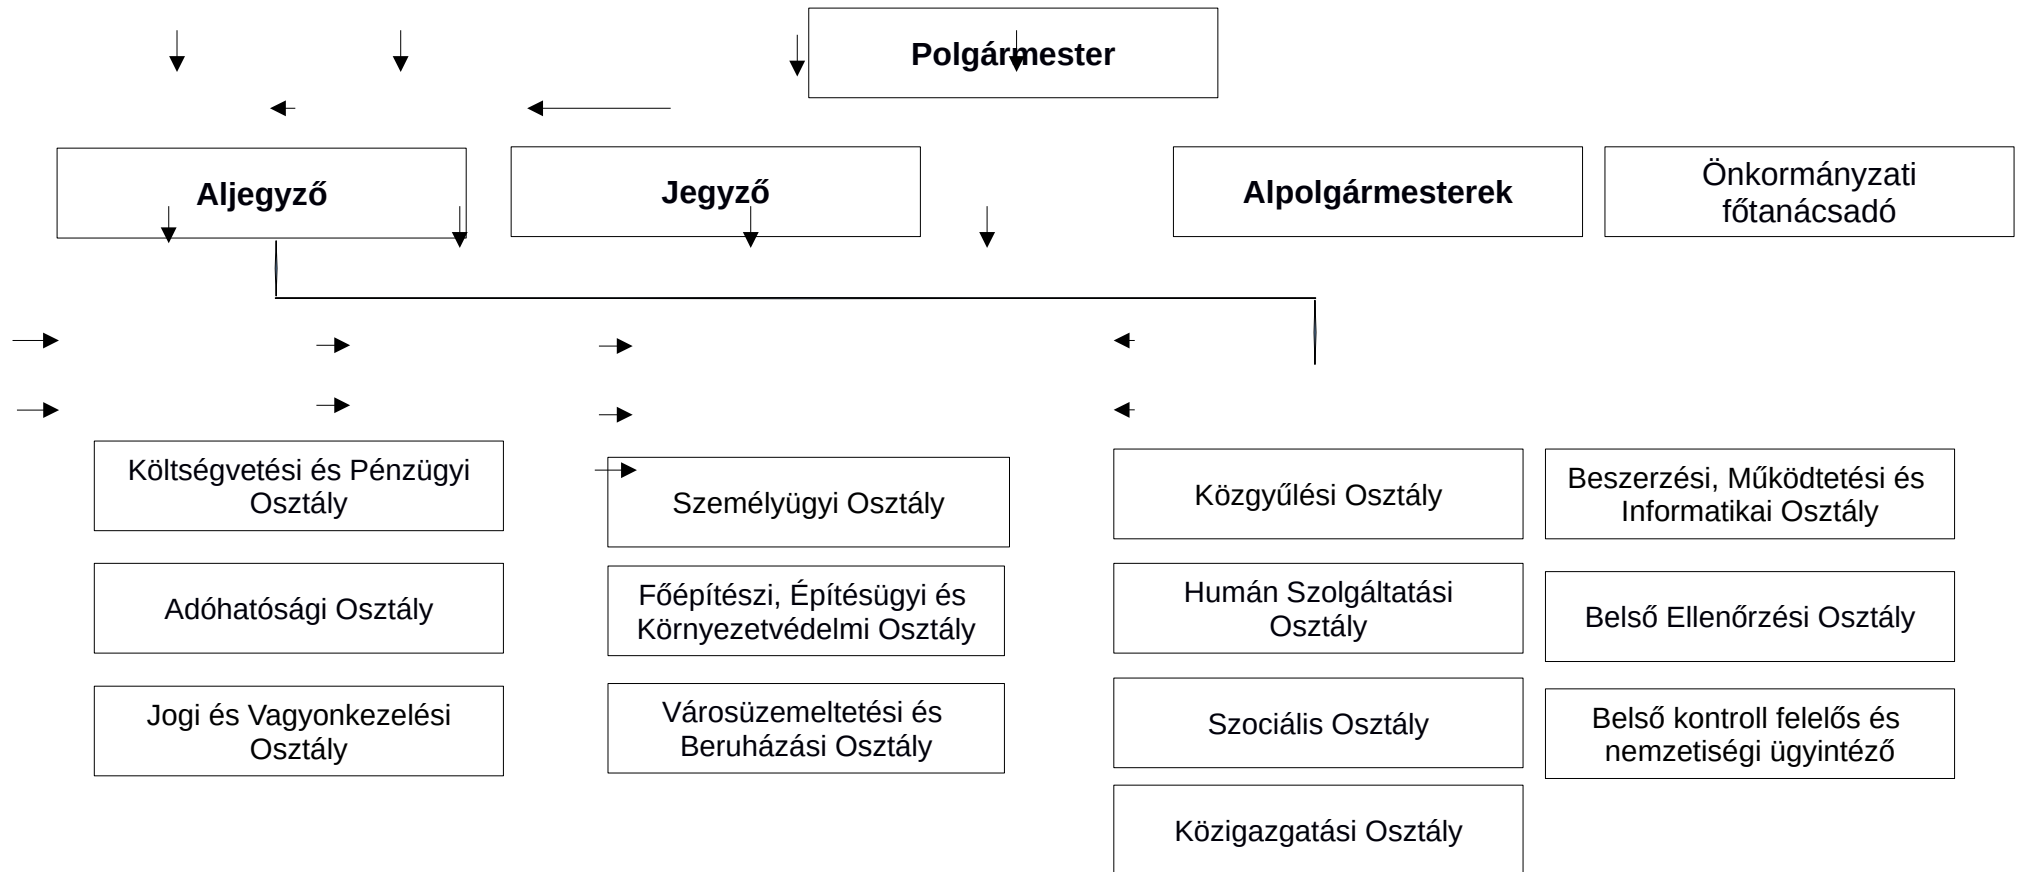 Polgármester
Aljegyző
Jegyző
Alpolgármesterek
Önkormányzati
főtanácsadó
Költségvetési és Pénzügyi
Osztály
Személyügyi Osztály
Közgyűlési Osztály
Beszerzési, Működtetési és
Informatikai Osztály
Adóhatósági Osztály
Főépítészi, Építésügyi és
Környezetvédelmi Osztály
Humán Szolgáltatási
Osztály
Belső Ellenőrzési Osztály
Jogi és Vagyonkezelési
Osztály
Városüzemeltetési és
Beruházási Osztály
Szociális Osztály
Belső kontroll felelős és
nemzetiségi ügyintéző
Közigazgatási Osztály